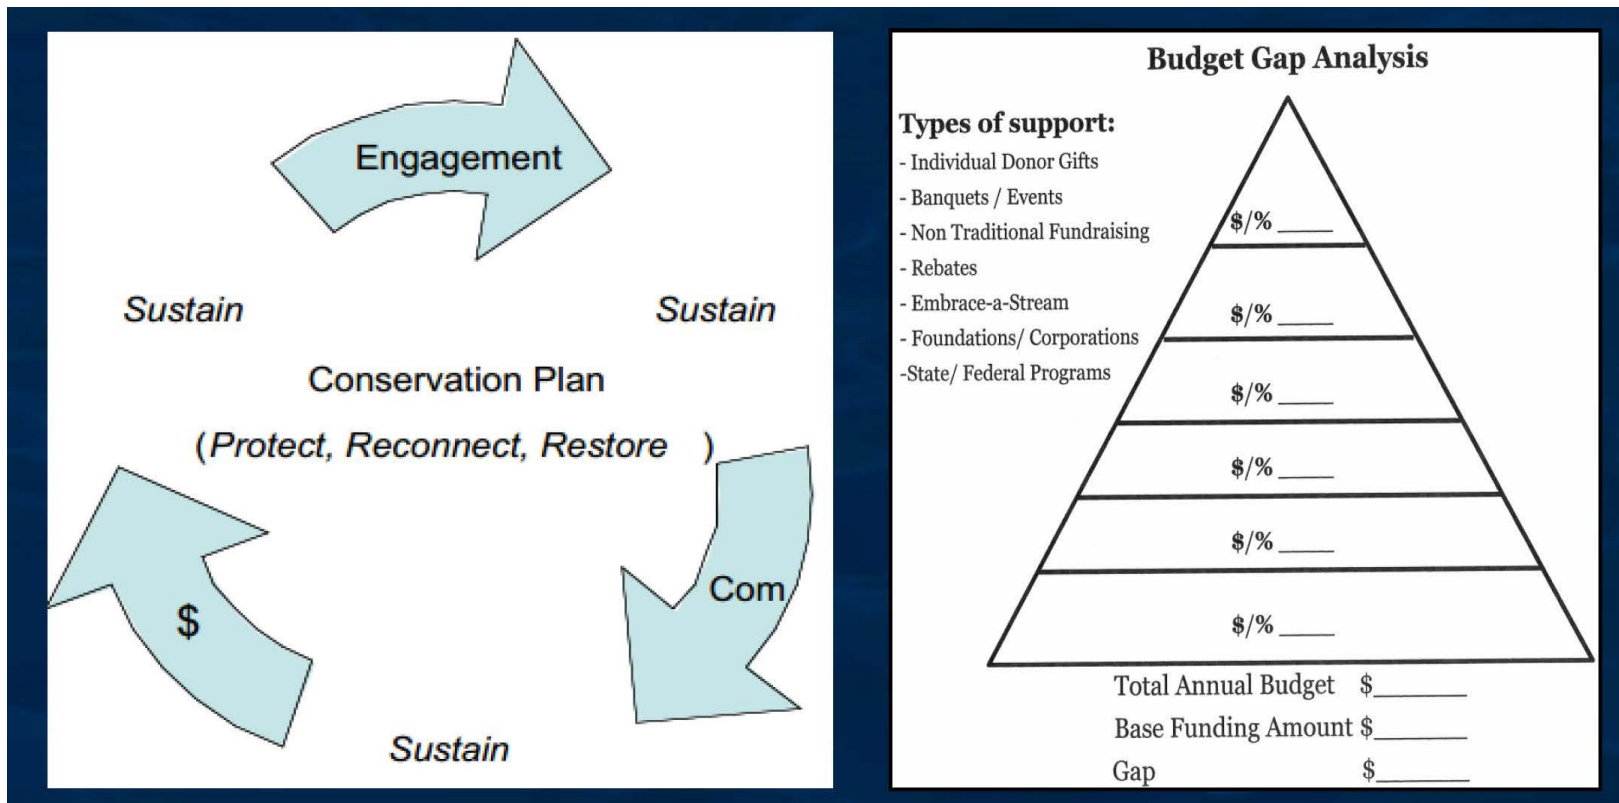 Engagement
Sustain
Sustain
Conservation Plan
(Protect, Reconnect, Restore )
$
Com
Sustain
Budget Gap Analysis
Types of support:
- Individual Donor Gifts
- Banquets / Events
- Non Traditional Fundraising
- Rebates
- Embrace-a-Stream
- Foundations/ Corporations
-State/ Federal Programs
$/% ____
$/% ____
$/% ____
$/% ____
$/% ____
$/% ____
Total Annual Budget $______
Base Funding Amount $______
Gap $______